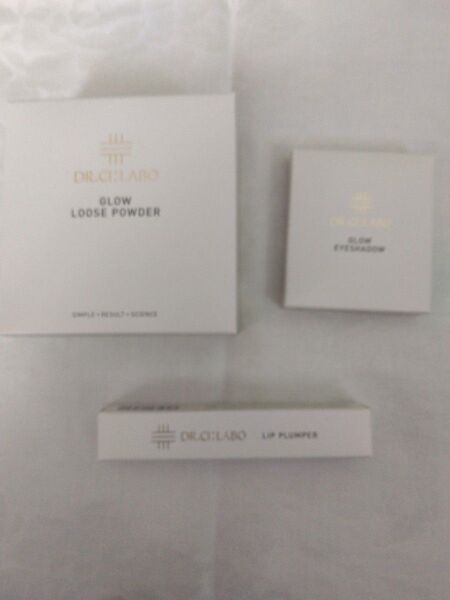 DR.CI:LABO
GLOW
LOOSE POWDER
SIMPLE • RESULT • SCIENCE
DR.CI:LABO
GLOW
EYESHADOW
DR.CI:LABO LIP PLUMPER